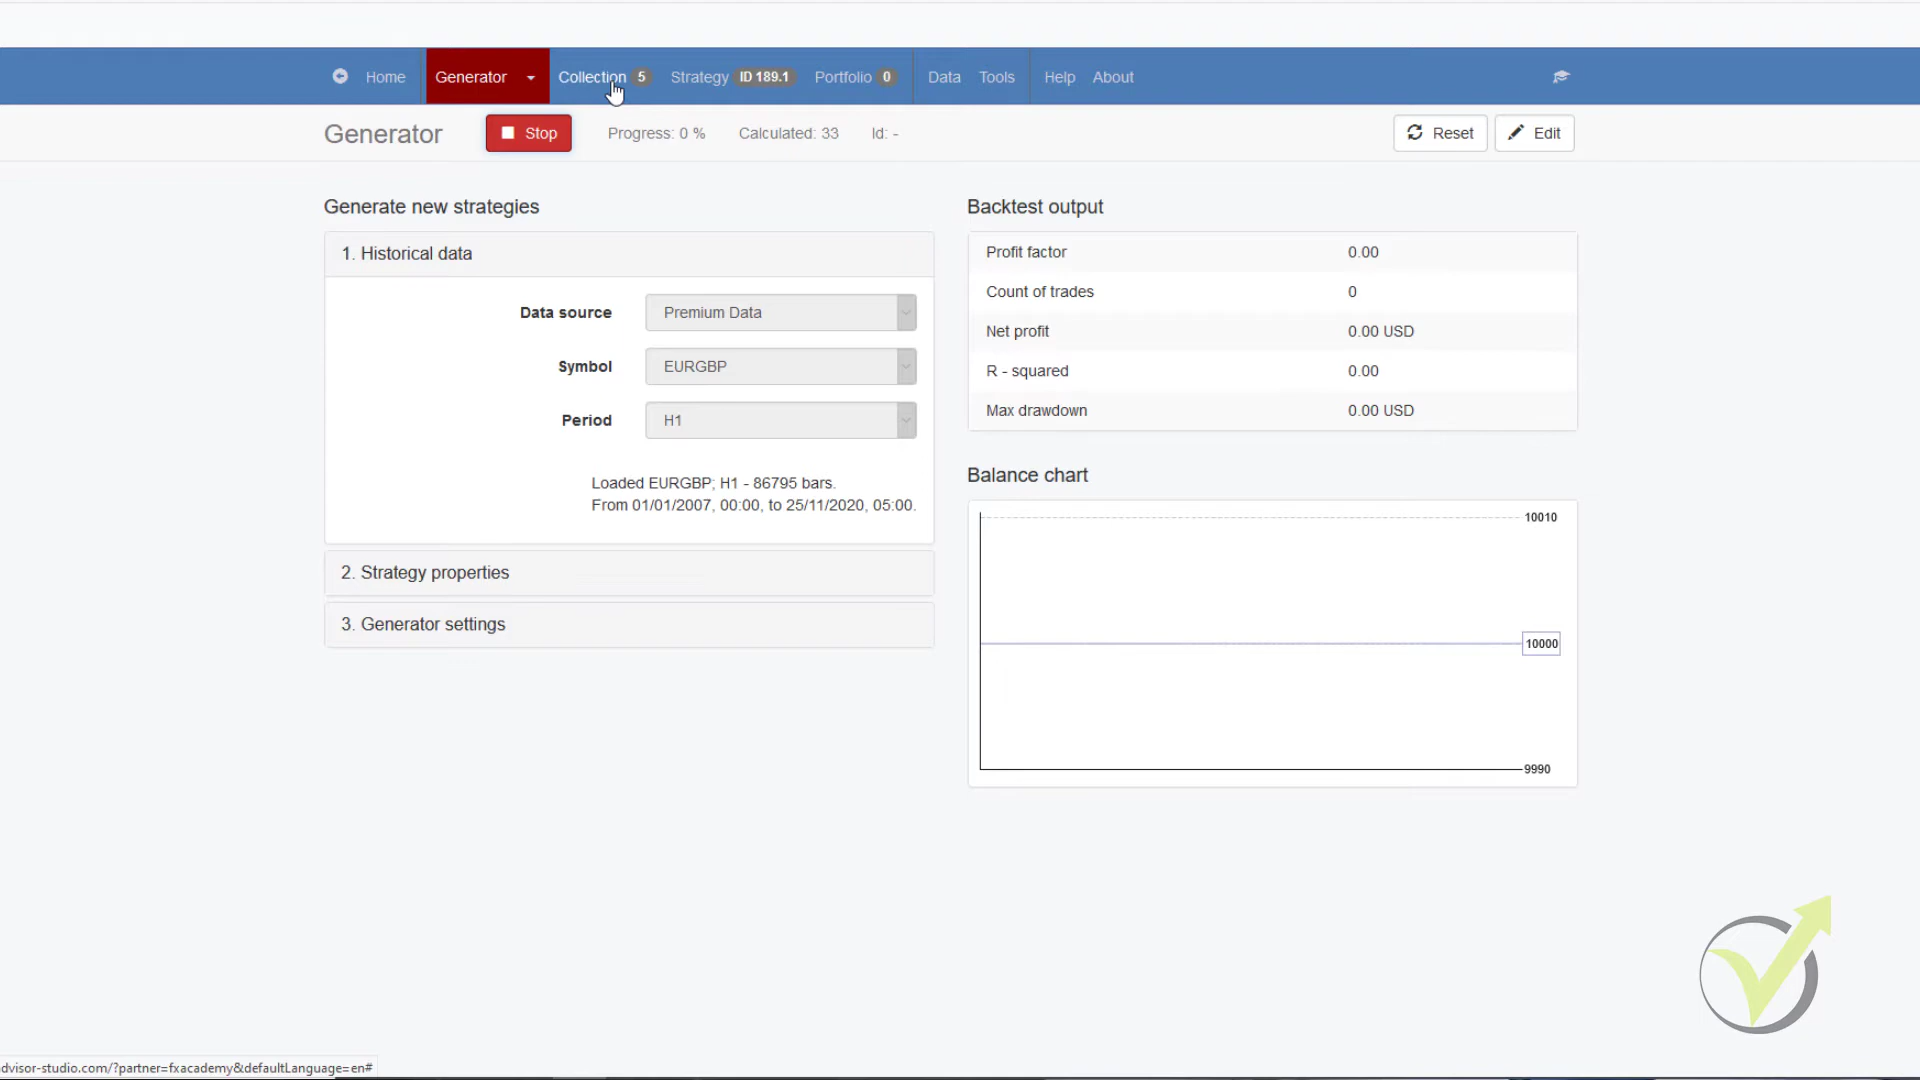 Home Generator Collection 5 Strategy ID 189.1 Portfolio 0 Data Tools Help About
Generator Stop Progress: 0 % Calculated: 33 Id: - Reset Edit
Generate new strategies
1. Historical data
Data source Premium Data
Symbol EURGBP
Period H1
Loaded EURGBP; H1 - 86795 bars.
From 01/01/2007, 00:00, to 25/11/2020, 05:00.
2. Strategy properties
3. Generator settings
Backtest output
Profit factor 0.00
Count of trades 0
Net profit 0.00 USD
R - squared 0.00
Max drawdown 0.00 USD
Balance chart
10010
10000
9990
dvisor-studio.com/?partner=fxacademy&defaultLanguage=en#